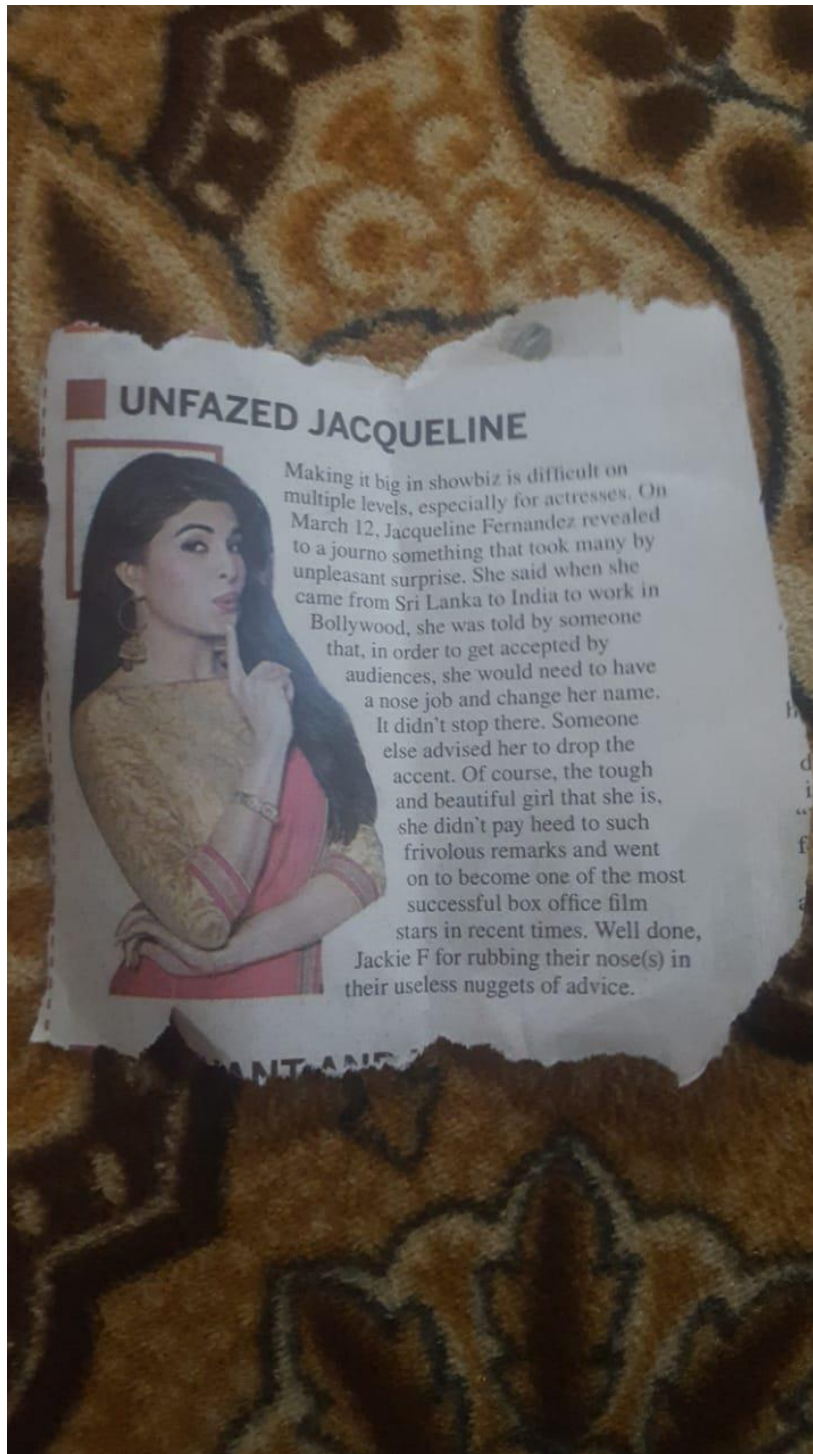 UNFAZED JACQUELINE
Making it big in showbiz is difficult on
multiple levels, especially for actresses. On
March 12, Jacqueline Fernandez revealed
to a journo something that took many by
unpleasant surprise. She said when she
came from Sri Lanka to India to work in
Bollywood, she was told by someone
that, in order to get accepted by
audiences, she would need to have
a nose job and change her name.
It didn't stop there. Someone
else advised her to drop the
accent. Of course, the tough
and beautiful girl that she is,
she didn't pay heed to such
frivolous remarks and went
on to become one of the most
successful box office film
stars in recent times. Well done,
Jackie F for rubbing their nose(s) in
their useless nuggets of advice.